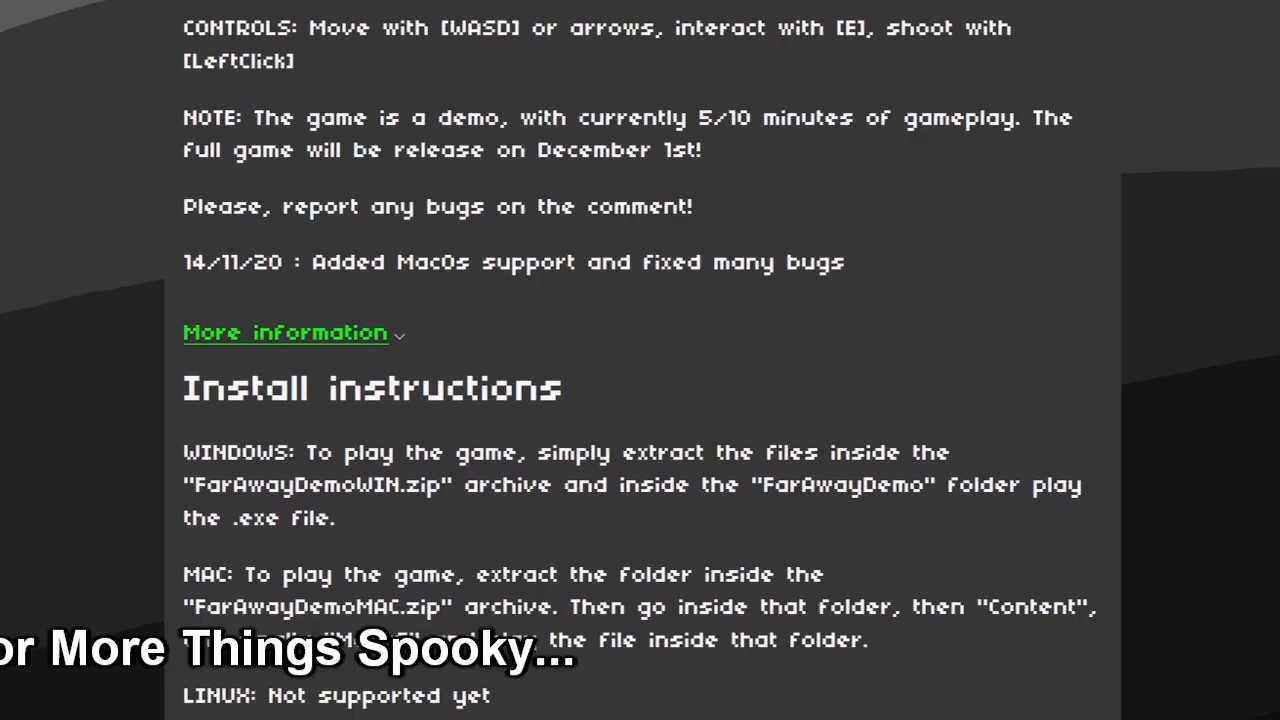 CONTROLS: Move with [WASD] or arrows, interact with [E], shoot with
[LeftClick]
NOTE: The game is a demo, with currently 5/10 minutes of gameplay. The
full game will be release on December 1st!
Please, report any bugs on the comment!
14/11/20 : Added MacOs support and fixed many bugs
More information
Install instructions
WINDOWS: To play the game, simply extract the files inside the
"FarAwayDemoWIN.zip" archive and inside the "FarAwayDemo" folder play
the .exe file.
MAC: To play the game, extract the folder inside the
"FarAwayDemoMAC.zip" archive. Then go inside that folder, then "Content",
the file inside that folder.
or More Things Spooky...
LINUX: Not supported yet